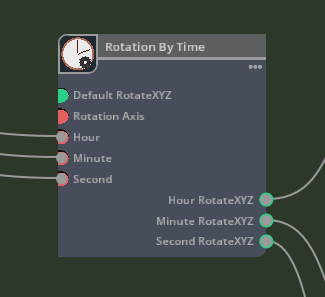 Rotation By Time
Default RotateXYZ
Rotation Axis
Hour
Minute
Second
Hour RotateXYZ
Minute RotateXYZ
Second RotateXYZ